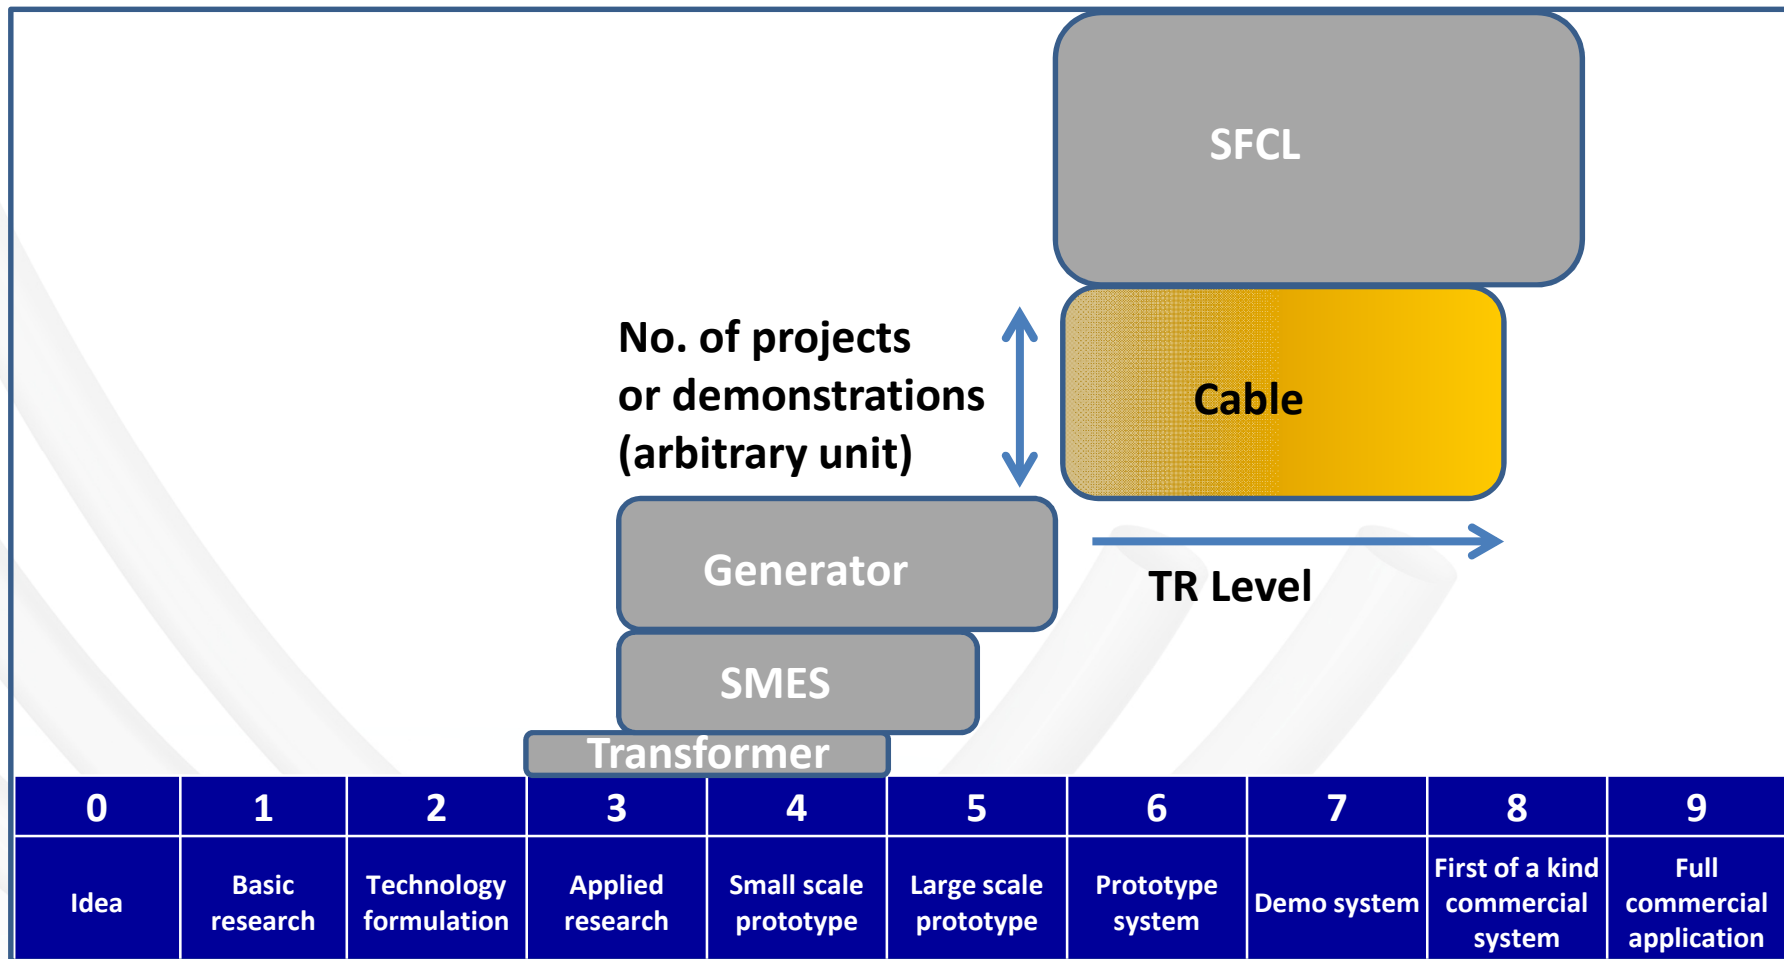 SFCL
No. of projects
or demonstrations
(arbitrary unit)
Cable
Generator
TR Level
SMES
Transformer
0 1 2 3 4 5 6 7 8 9
Idea
Basic
research
Technology
formulation
Applied
research
Small scale
prototype
Large scale
prototype
Prototype
system
Demo system
First of a kind
commercial
system
Full
commercial
application